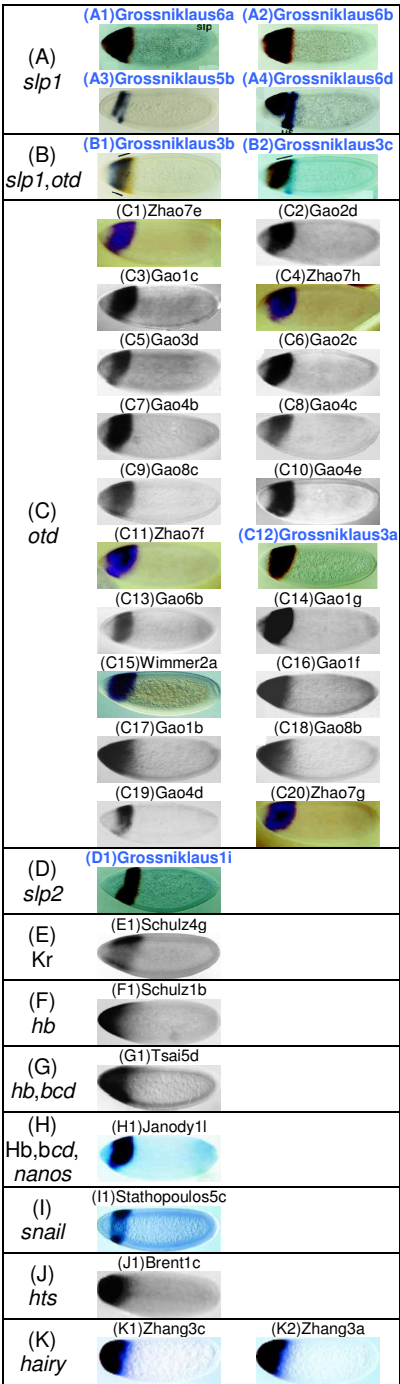 (A)
slp1
(A1)Grossniklaus6a (A2)Grossniklaus6b
slp
(A3)Grossniklaus5b (A4)Grossniklaus6d
(B)
slp1,otd
(B1)Grossniklaus3b (B2)Grossniklaus3c
(C)
otd
(C1)Zhao7e (C2)Gao2d
(C3)Gao1c (C4)Zhao7h
(C5)Gao3d (C6)Gao2c
(C7)Gao4b (C8)Gao4c
(C9)Gao8c (C10)Gao4e
(C11)Zhao7f (C12)Grossniklaus3a
(C13)Gao6b (C14)Gao1g
(C15)Wimmer2a (C16)Gao1f
(C17)Gao1b (C18)Gao8b
(C19)Gao4d (C20)Zhao7g
(D)
slp2
(D1)Grossniklaus1i
(E)
Kr
(E1)Schulz4g
(F)
hb
(F1)Schulz1b
(G)
hb,bcd
(G1)Tsai5d
(H)
Hb,bcd,
nanos
(H1)Janody1l
(I)
snail
(I1)Stathopoulos5c
(J)
hts
(J1)Brent1c
(K)
hairy
(K1)Zhang3c (K2)Zhang3a